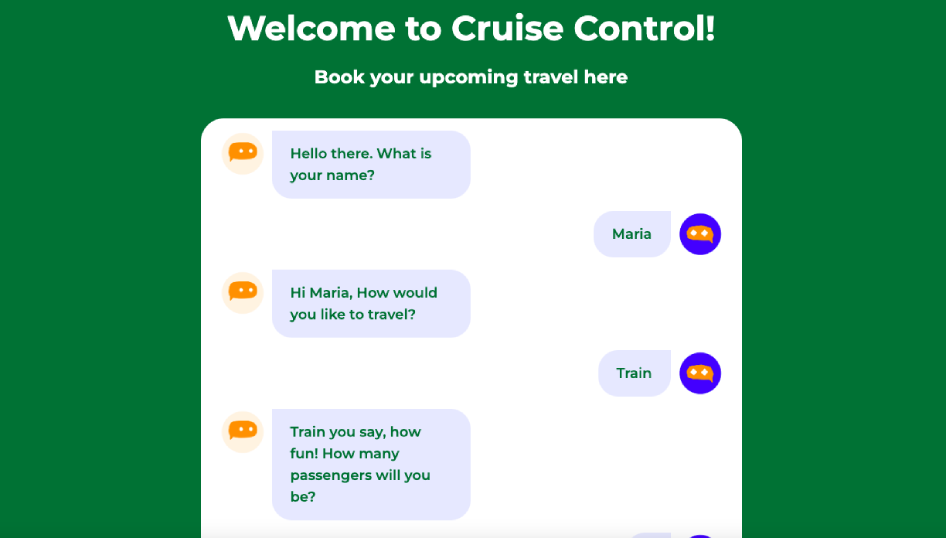 Welcome to Cruise Control!
Book your upcoming travel here
Hello there. What is
your name?
Maria
Hi Maria, How would
you like to travel?
Train
Train you say, how
fun! How many
passengers will you
be?